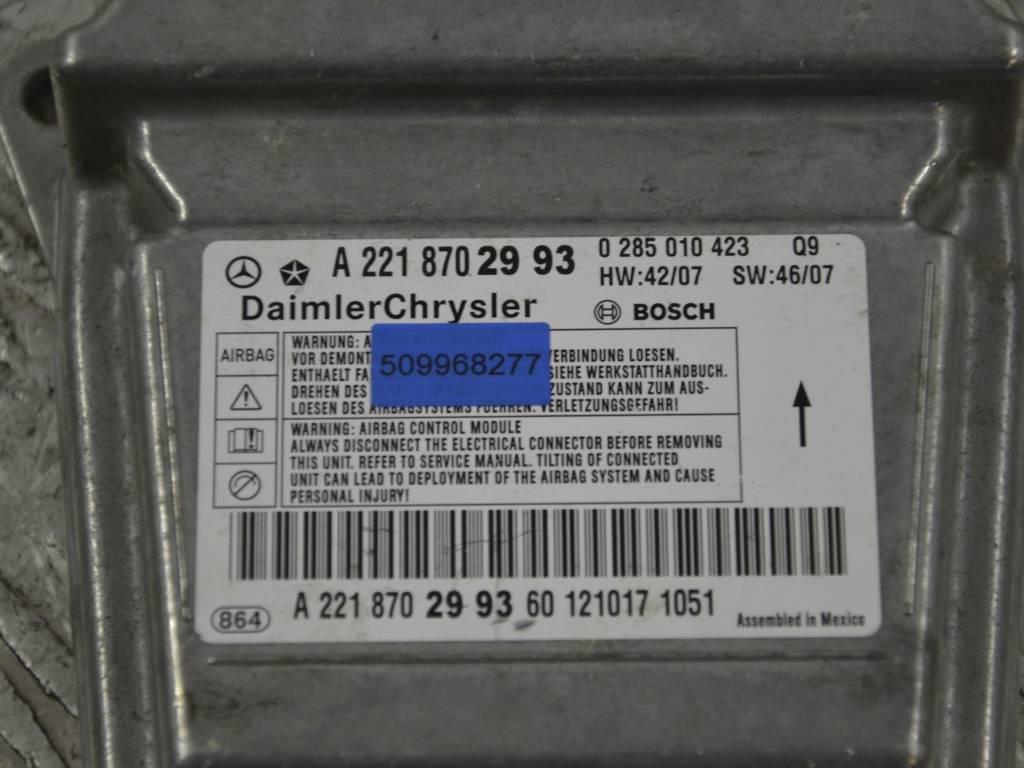 A 221 870 29 93
0 285 010 423 Q9
HW:42/07 SW:46/07
DaimlerChrysler
BOSCH
AIRBAG
WARNING:
VOR DEMONT VERBINDUNG LOESEN.
ENTHAELT SIEHE WERKSTATTHANDBUCH.
DREHEN DES ZUSTAND KANN ZUM AUS-
LOESEN DES AIRBAGSYSTEMS FUEHREN. VERLETZUNGSGEFAHR!
509968277
WARNING: AIRBAG CONTROL MODULE
ALWAYS DISCONNECT THE ELECTRICAL CONNECTOR BEFORE REMOVING
THIS UNIT. REFER TO SERVICE MANUAL. TILTING OF CONNECTED
UNIT CAN LEAD TO DEPLOYMENT OF THE AIRBAG SYSTEM AND CAUSE
PERSONAL INJURY!
A 221 870 29 93 60 121017 1051
864
Assembled in Mexico